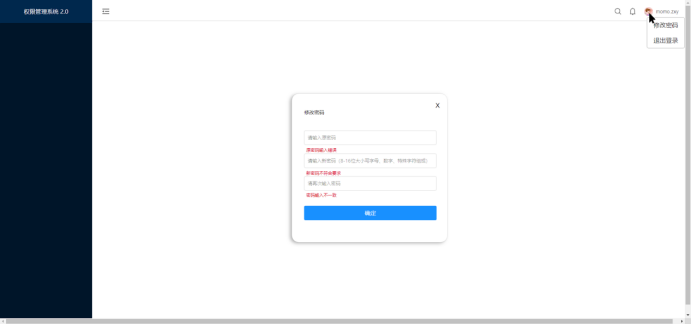 权限管理系统 2.0
momo.zxy
修改密码
退出登录
修改密码
X
请输入原密码
原密码输入错误
请输入新密码（8-16位大小写字母、数字、特殊字符组成）
新密码不符合要求
请再次输入密码
密码输入不一致
确定